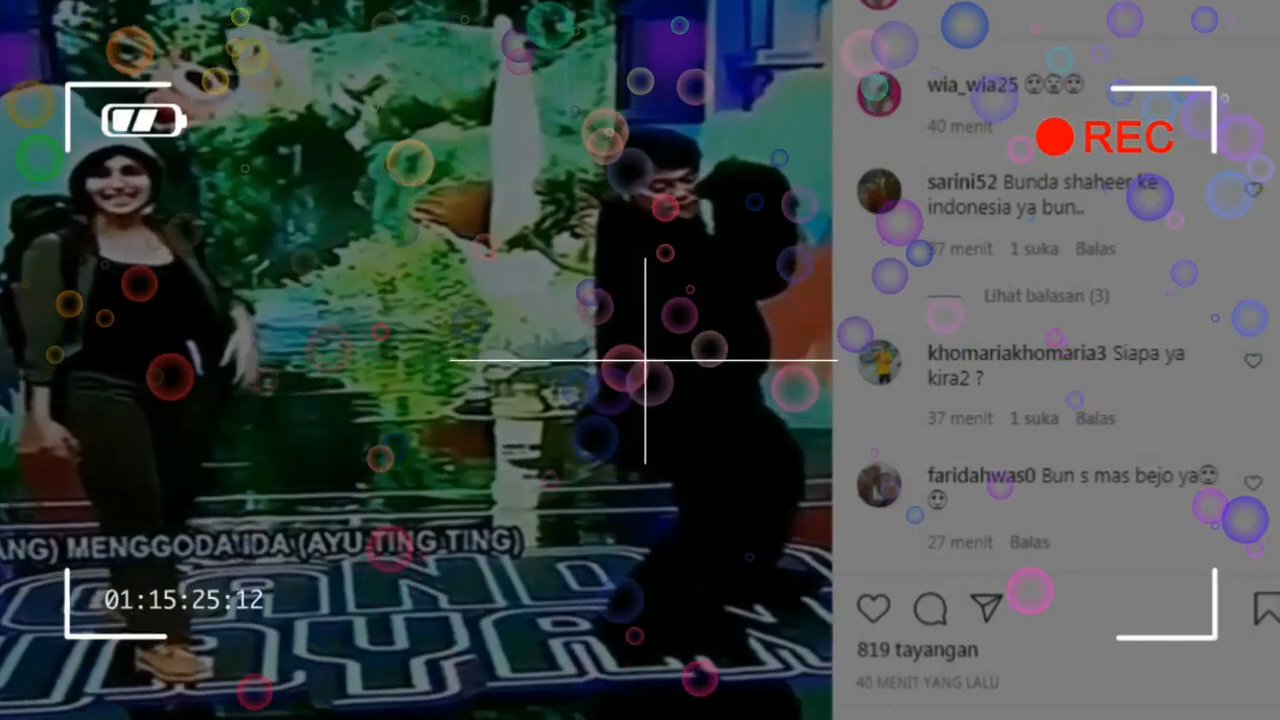 wia_wia25
40 menit
REC
sarini52 Bunda shaheer ke
indonesia ya bun..
37 menit 1 suka Balas
Lihat balasan (3)
khomariakhomaria3 Siapa ya
kira2 ?
37 menit 1 suka Balas
faridahwas0 Bun s mas bejo ya
27 menit Balas
ANG) MENGGODA IDA (AYU TING TING)
01:15:25:12
819 tayangan
40 MENIT YANG LALU